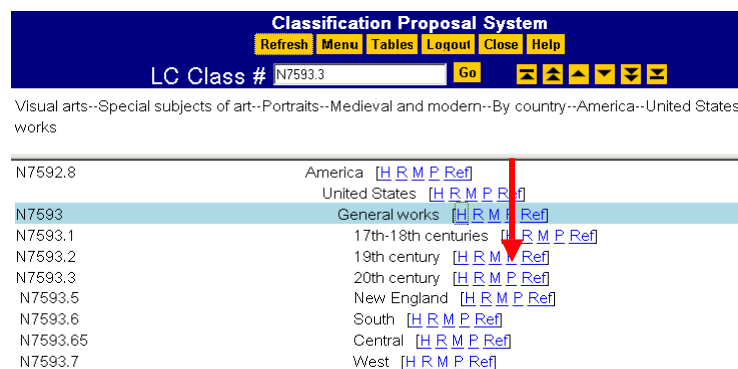 Classification Proposal System
Refresh Menu Tables Logout Close Help
LC Class # N7593.3 Go
Visual arts--Special subjects of art--Portraits--Medieval and modern--By country--America--United States
works
N7592.8 America [H R M P Ref]
United States [H R M P Ref]
N7593 General works [H R M P Ref]
N7593.1 17th-18th centuries [H R M P Ref]
N7593.2 19th century [H R M P Ref]
N7593.3 20th century [H R M P Ref]
N7593.5 New England [H R M P Ref]
N7593.6 South [H R M P Ref]
N7593.65 Central [H R M P Ref]
N7593.7 West [H R M P Ref]